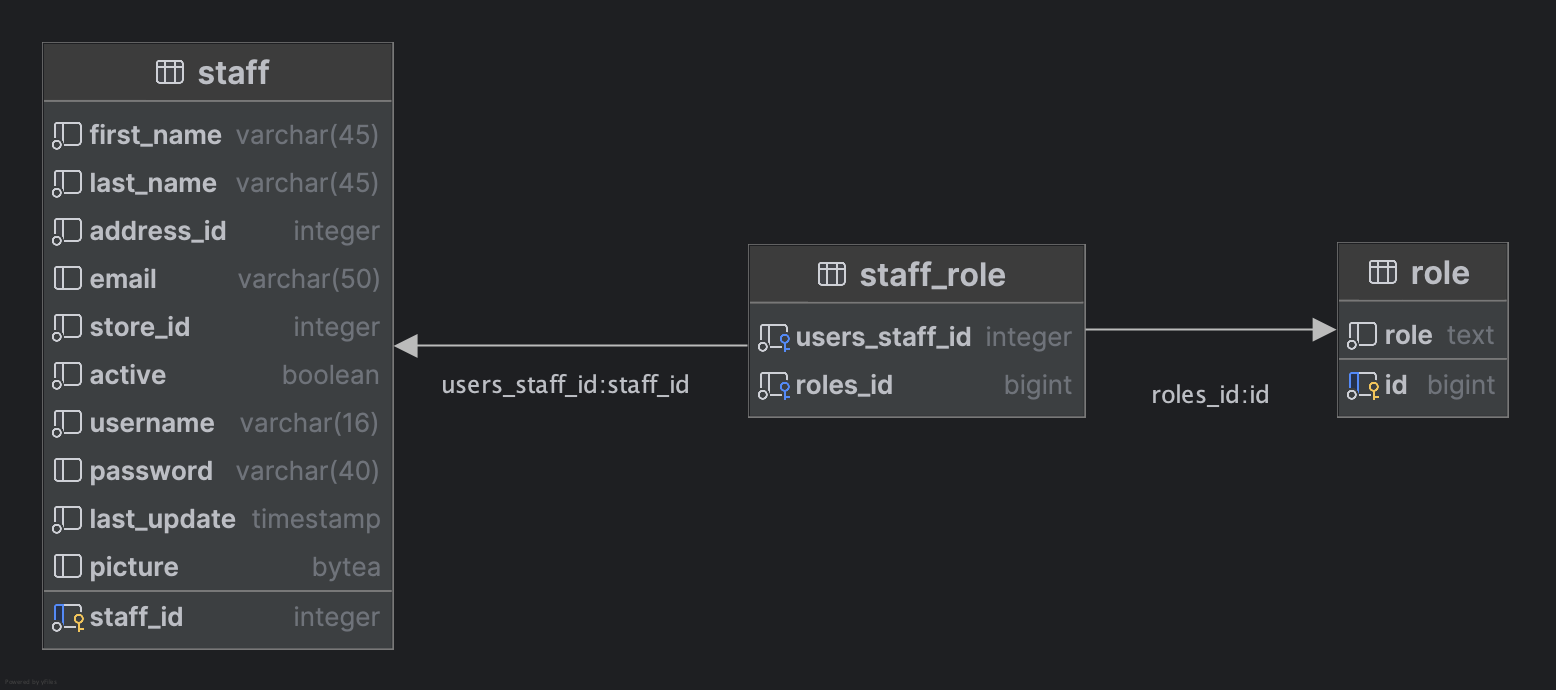 staff
first_name varchar(45)
last_name varchar(45)
address_id integer
email varchar(50)
store_id integer
active boolean
username varchar(16)
password varchar(40)
last_update timestamp
picture bytea
staff_id integer
users_staff_id:staff_id
staff_role
users_staff_id integer
roles_id bigint
roles_id:id
role
role text
id bigint
Powered by yFiles